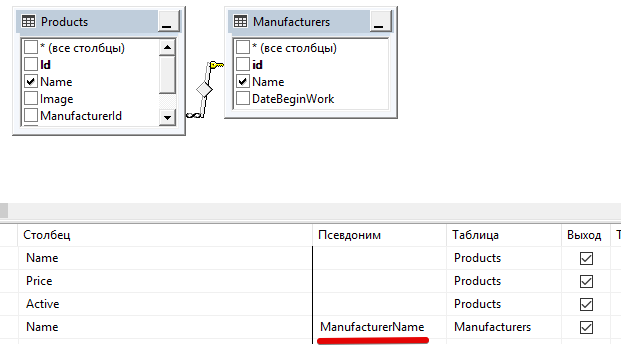 Products
* (все столбцы)
Id
Name
Image
ManufacturerId
Manufacturers
* (все столбцы)
id
Name
DateBeginWork
Столбец Псевдоним Таблица Выход Т
Name Products
Price Products
Active Products
Name ManufacturerName Manufacturers